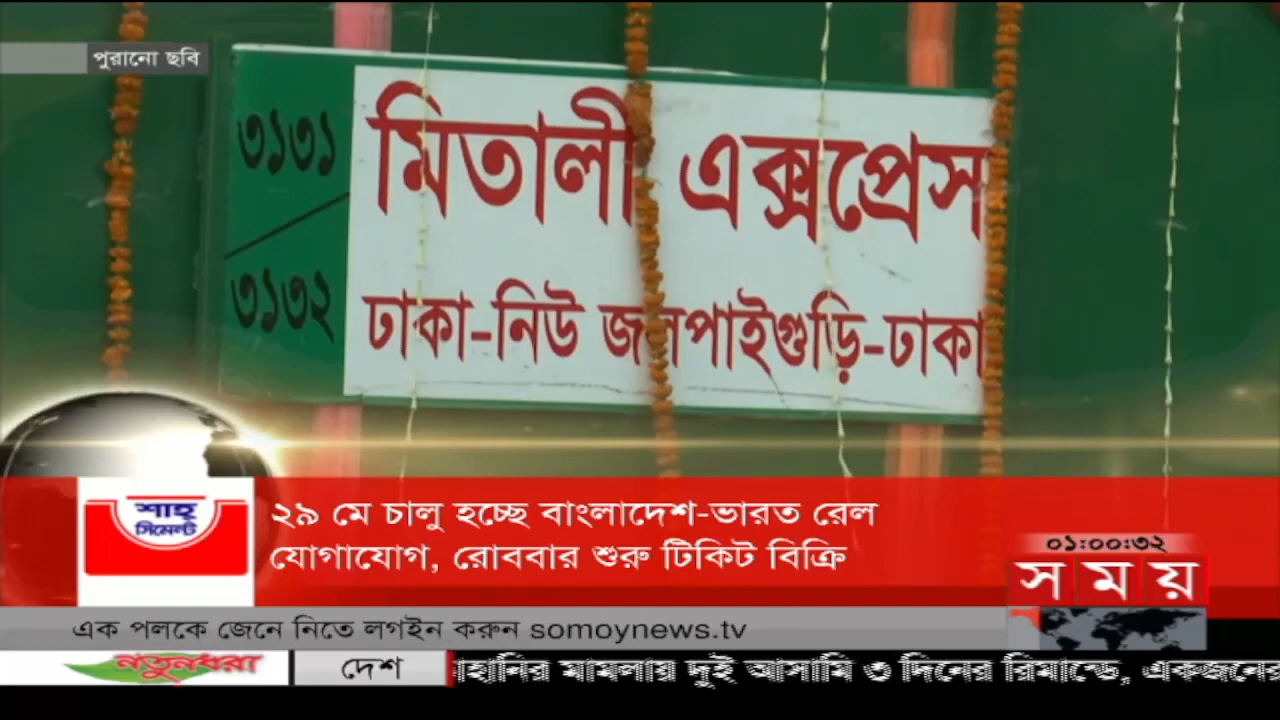 পুরানো ছবি
৩১৩১
মিতালী এক্সপ্রেস
৩১৩২
ঢাকা-নিউ জলপাইগুড়ি-ঢাকা
শাহ্
সিমেন্ট
২৯ মে চালু হচ্ছে বাংলাদেশ-ভারত রেল
যোগাযোগ, রোববার শুরু টিকিট বিক্রি
০১:০০:৩২
সময়
এক পলকে জেনে নিতে লগইন করুন somoynews.tv
নতুনধরা
দেশ
মামলার দুই আসামি ৩ দিনের রিমান্ডে, একজনের